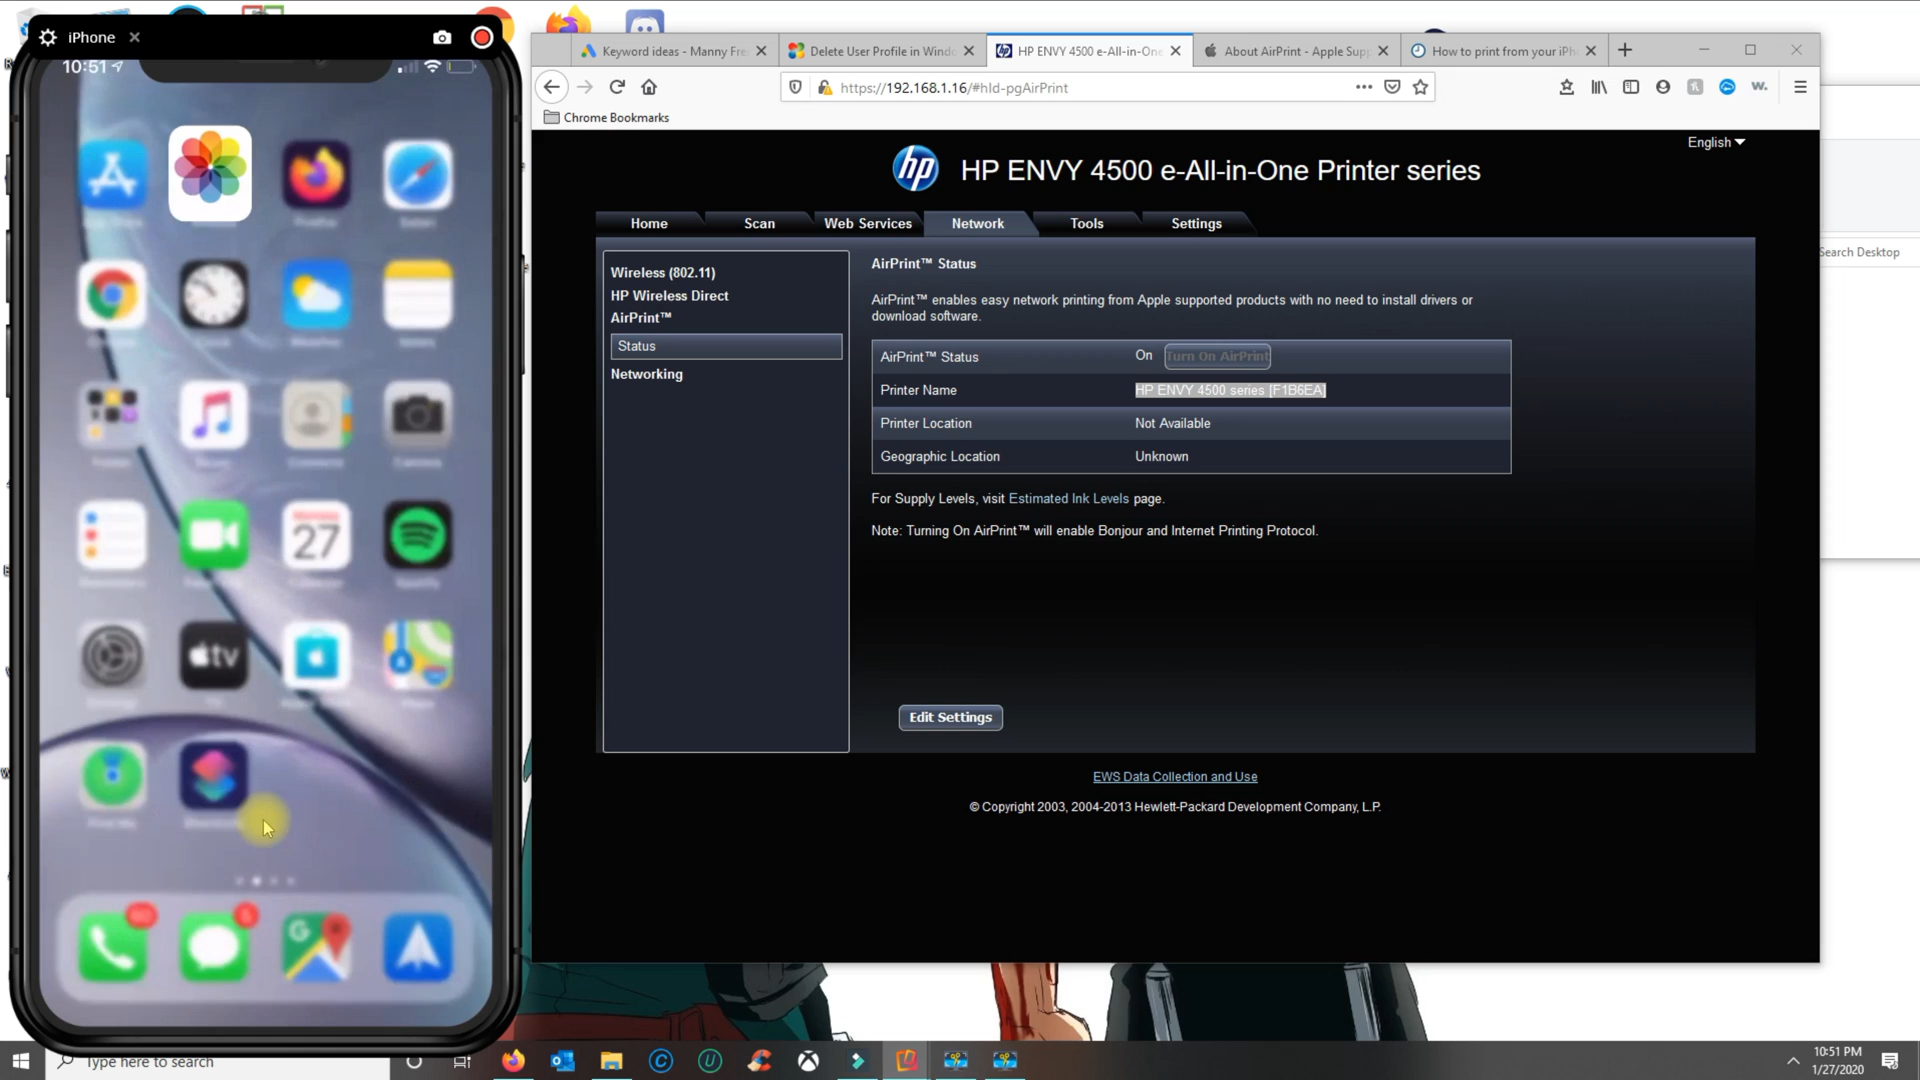 iPhone
10:51
Monday
27
tv
Keyword ideas - Manny Fre
Delete User Profile in Windo
HP ENVY 4500 e-All-in-One
About AirPrint - Apple Supp
How to print from your iPh
https://192.168.1.16/#hId-pgAirPrint
Chrome Bookmarks
English
hp HP ENVY 4500 e-All-in-One Printer series
Home Scan Web Services Network Tools Settings
Wireless (802.11)
HP Wireless Direct
AirPrint™
Status
Networking
AirPrint™ Status
AirPrint™ enables easy network printing from Apple supported products with no need to install drivers or
download software.
AirPrint™ Status On Turn On AirPrint
Printer Name HP ENVY 4500 series [F1B6EA]
Printer Location Not Available
Geographic Location Unknown
For Supply Levels, visit Estimated Ink Levels page.
Note: Turning On AirPrint™ will enable Bonjour and Internet Printing Protocol.
Edit Settings
EWS Data Collection and Use
© Copyright 2003, 2004-2013 Hewlett-Packard Development Company, L.P.
Search Desktop
Type here to search
10:51 PM
1/27/2020